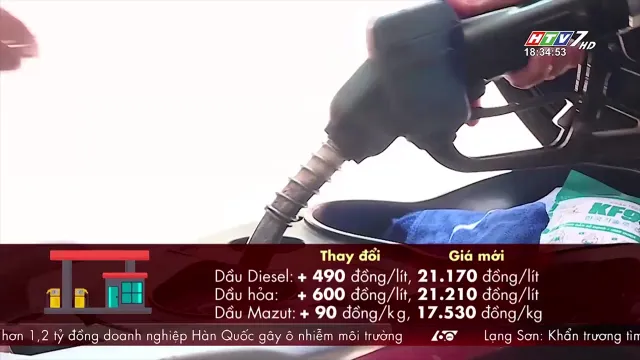 HTV7 HD
18:34:53
KF9
Thay đổi Giá mới
Dầu Diesel: + 490 đồng/lít, 21.170 đồng/lít
Dầu hỏa: + 600 đồng/lít, 21.210 đồng/lít
Dầu Mazut: + 90 đồng/kg, 17.530 đồng/kg
hơn 1,2 tỷ đồng doanh nghiệp Hàn Quốc gây ô nhiễm môi trường 60 Lạng Sơn: Khẩn trương tìm